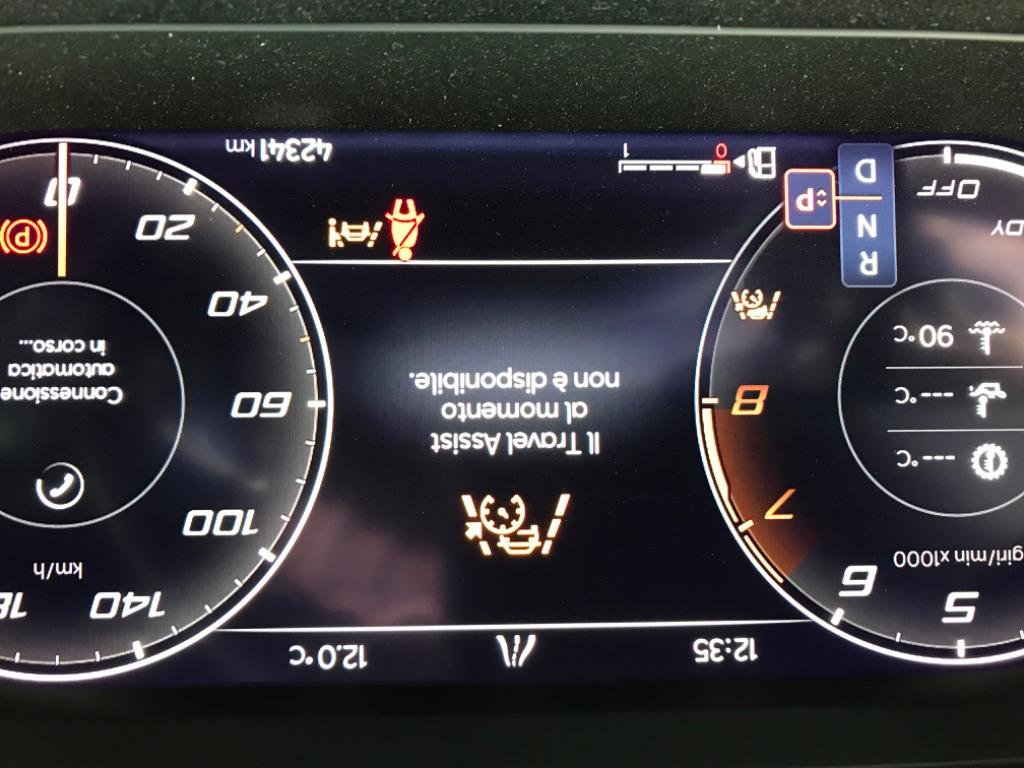 12:35
12.0°C
5
6
7
8
OFF
giri/min x1000
---°C
---°C
90°C
R
N
D
P
Il Travel Assist
al momento
non è disponibile.
0
1
42341 km
140
km/h
100
60
40
20
0
Connessione
automatica
in corso...
P